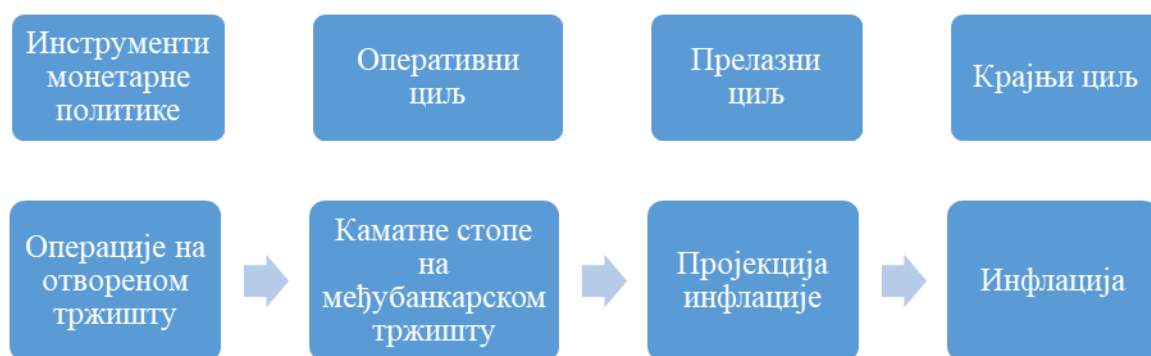 Инструменти
монетарне
политике
Оперативни
циљ
Прелазни
циљ
Крајњи циљ
Операције на
отвореном
тржишту
Каматне стопе
на
међубанкарском
тржишту
Пројекција
инфлације
Инфлација